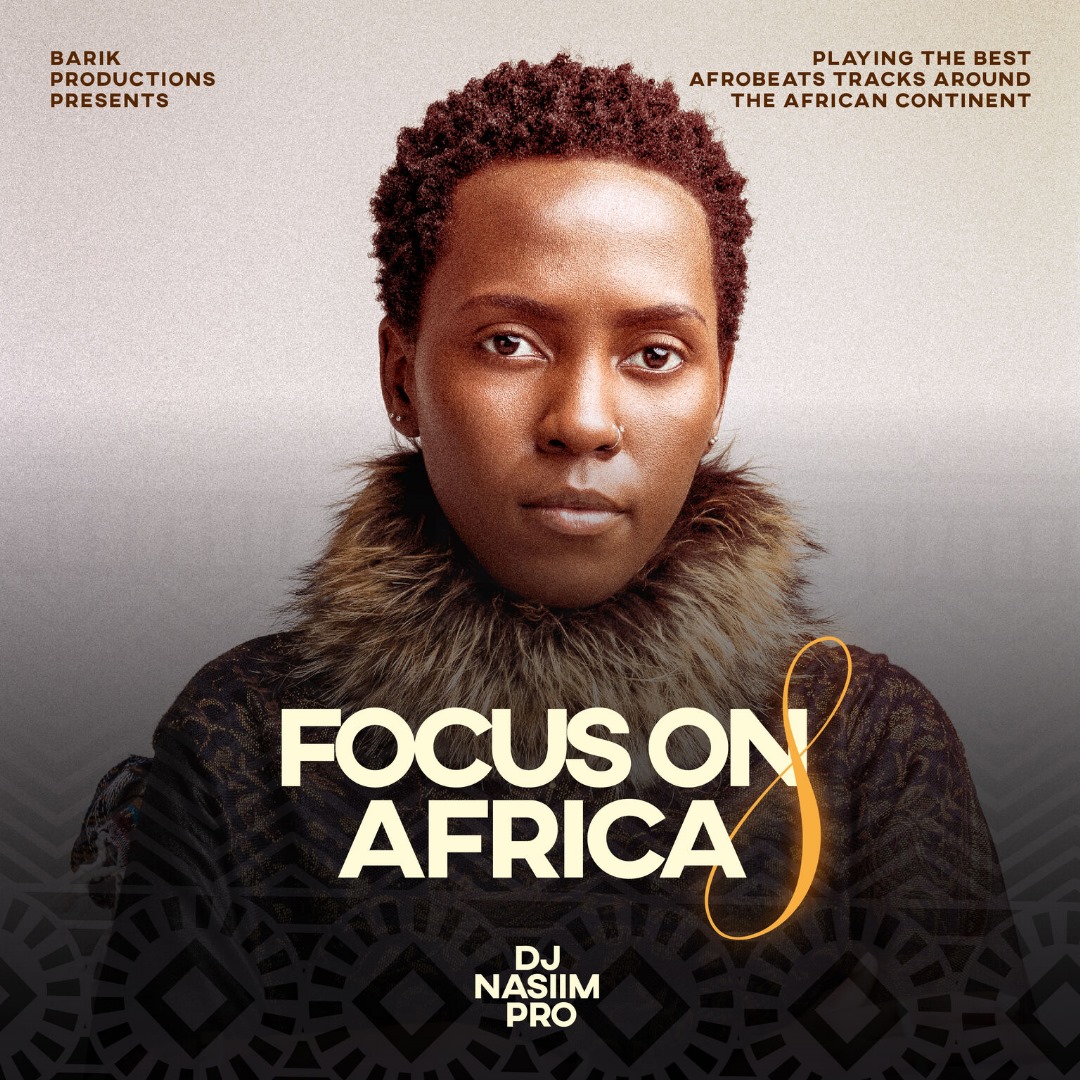 BARIK
PRODUCTIONS
PRESENTS
PLAYING THE BEST
AFROBEATS TRACKS AROUND
THE AFRICAN CONTINENT
FOCUS ON
AFRICA 8
DJ
NASIIM
PRO